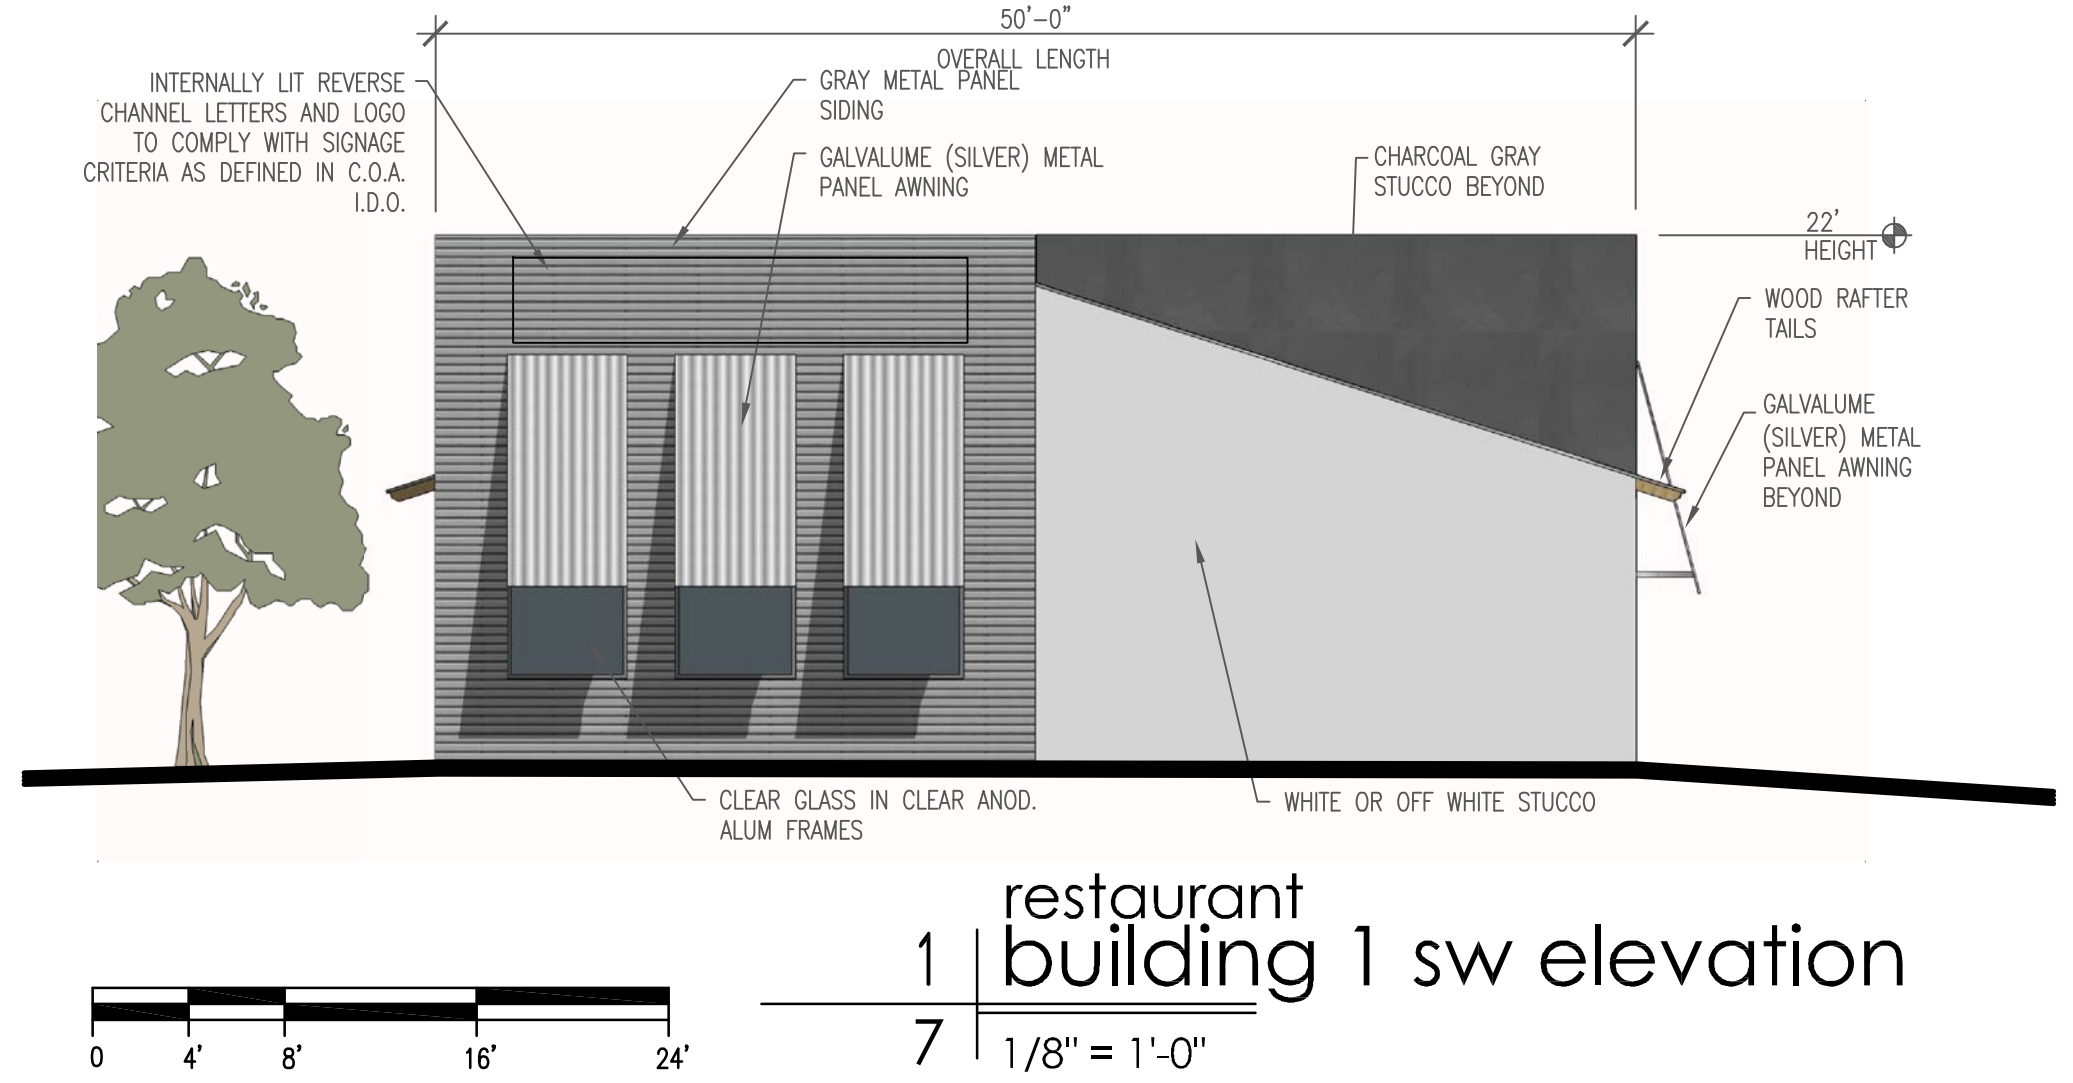 50'-0"
OVERALL LENGTH
INTERNALLY LIT REVERSE
CHANNEL LETTERS AND LOGO
TO COMPLY WITH SIGNAGE
CRITERIA AS DEFINED IN C.O.A.
I.D.O.
GRAY METAL PANEL
SIDING
GALVALUME (SILVER) METAL
PANEL AWNING
CHARCOAL GRAY
STUCCO BEYOND
22'
HEIGHT
WOOD RAFTER
TAILS
GALVALUME
(SILVER) METAL
PANEL AWNING
BEYOND
CLEAR GLASS IN CLEAR ANOD.
ALUM FRAMES
WHITE OR OFF WHITE STUCCO
restaurant
1 building 1 sw elevation
7 1/8" = 1'-0"
0 4' 8' 16' 24'